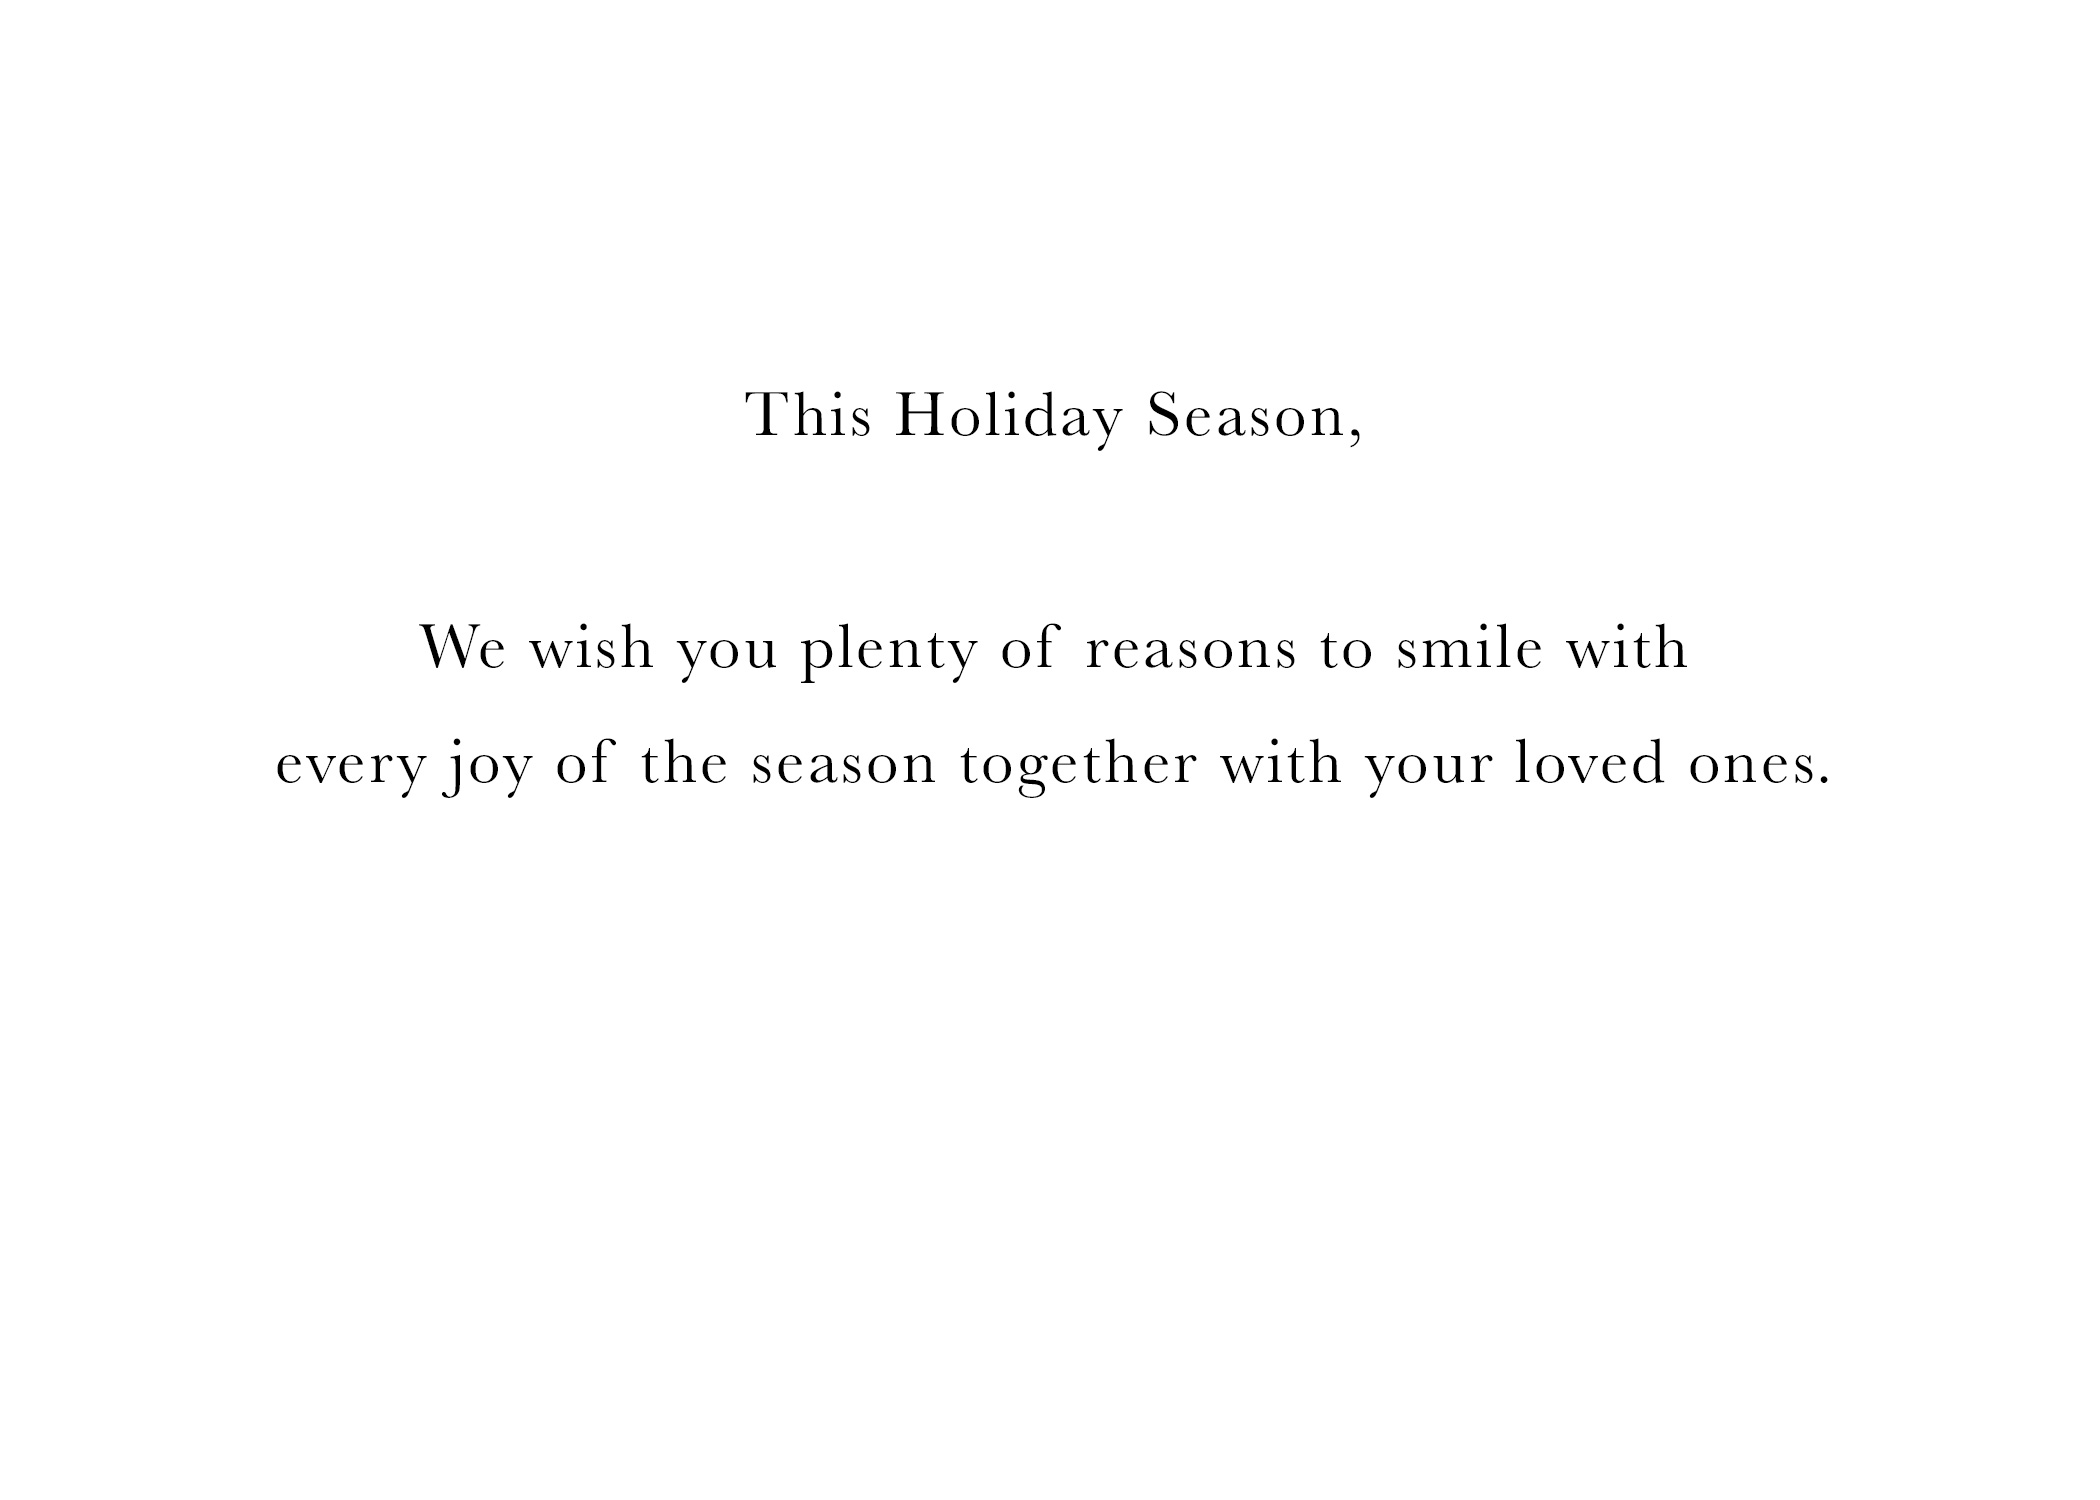 This Holiday Season,
We wish you plenty of reasons to smile with
every joy of the season together with your loved ones.